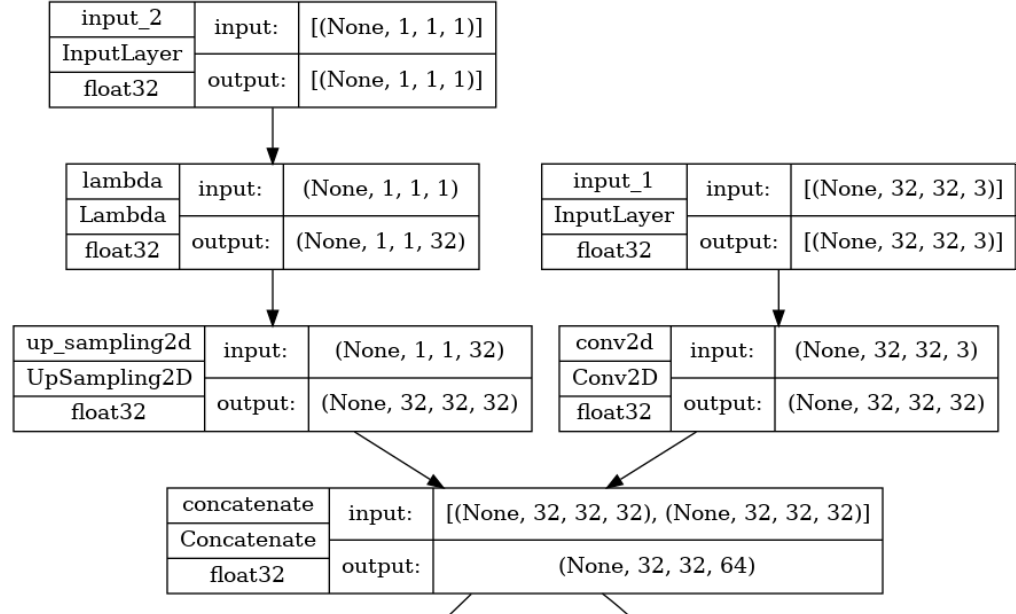 input_2
InputLayer
float32
input:
[(None, 1, 1, 1)]
output:
[(None, 1, 1, 1)]
lambda
Lambda
float32
input:
(None, 1, 1, 1)
output:
(None, 1, 1, 32)
input_1
InputLayer
float32
input:
[(None, 32, 32, 3)]
output:
[(None, 32, 32, 3)]
up_sampling2d
UpSampling2D
float32
input:
(None, 1, 1, 32)
output:
(None, 32, 32, 32)
conv2d
Conv2D
float32
input:
(None, 32, 32, 3)
output:
(None, 32, 32, 32)
concatenate
Concatenate
float32
input:
[(None, 32, 32, 32), (None, 32, 32, 32)]
output:
(None, 32, 32, 64)